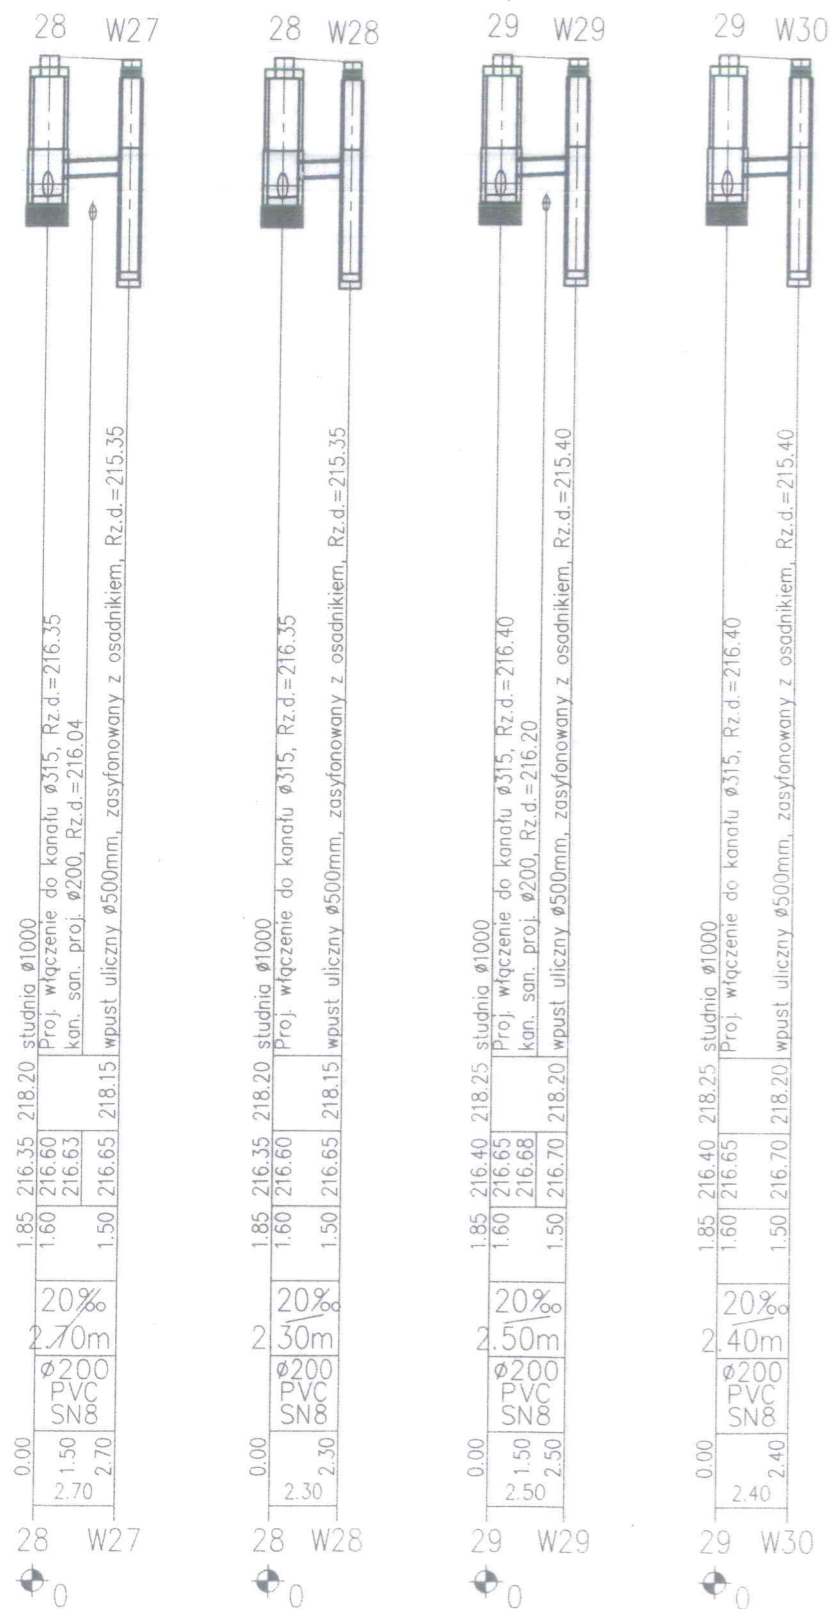 28 W27
studnia ø1000
Proj. włączenie do kanału ø315, Rz.d.=216.35
kan. san. proj. ø200, Rz.d.=216.04
wpust uliczny ø500mm, zasyfonowany z osadnikiem, Rz.d.=215.35
218.20 218.15
216.35 216.60 216.63 216.65
1.85 1.60 1.50
20‰
2.70m
ø200
PVC
SN8
0.00 1.50 2.70
2.70
28 W27
0
28 W28
studnia ø1000
Proj. włączenie do kanału ø315, Rz.d.=216.35
wpust uliczny ø500mm, zasyfonowany z osadnikiem, Rz.d.=215.35
218.20 218.15
216.35 216.60 216.65
1.85 1.60 1.50
20‰
2.30m
ø200
PVC
SN8
0.00 2.30
2.30
28 W28
0
29 W29
studnia ø1000
Proj. włączenie do kanału ø315, Rz.d.=216.40
kan. san. proj. ø200, Rz.d.=216.20
wpust uliczny ø500mm, zasyfonowany z osadnikiem, Rz.d.=215.40
218.25 218.20
216.40 216.65 216.68 216.70
1.85 1.60 1.50
20‰
2.50m
ø200
PVC
SN8
0.00 1.50 2.50
2.50
29 W29
0
29 W30
studnia ø1000
Proj. włączenie do kanału ø315, Rz.d.=216.40
wpust uliczny ø500mm, zasyfonowany z osadnikiem, Rz.d.=215.40
218.25 218.20
216.40 216.65 216.70
1.85 1.60 1.50
20‰
2.40m
ø200
PVC
SN8
0.00 2.40
2.40
29 W30
0